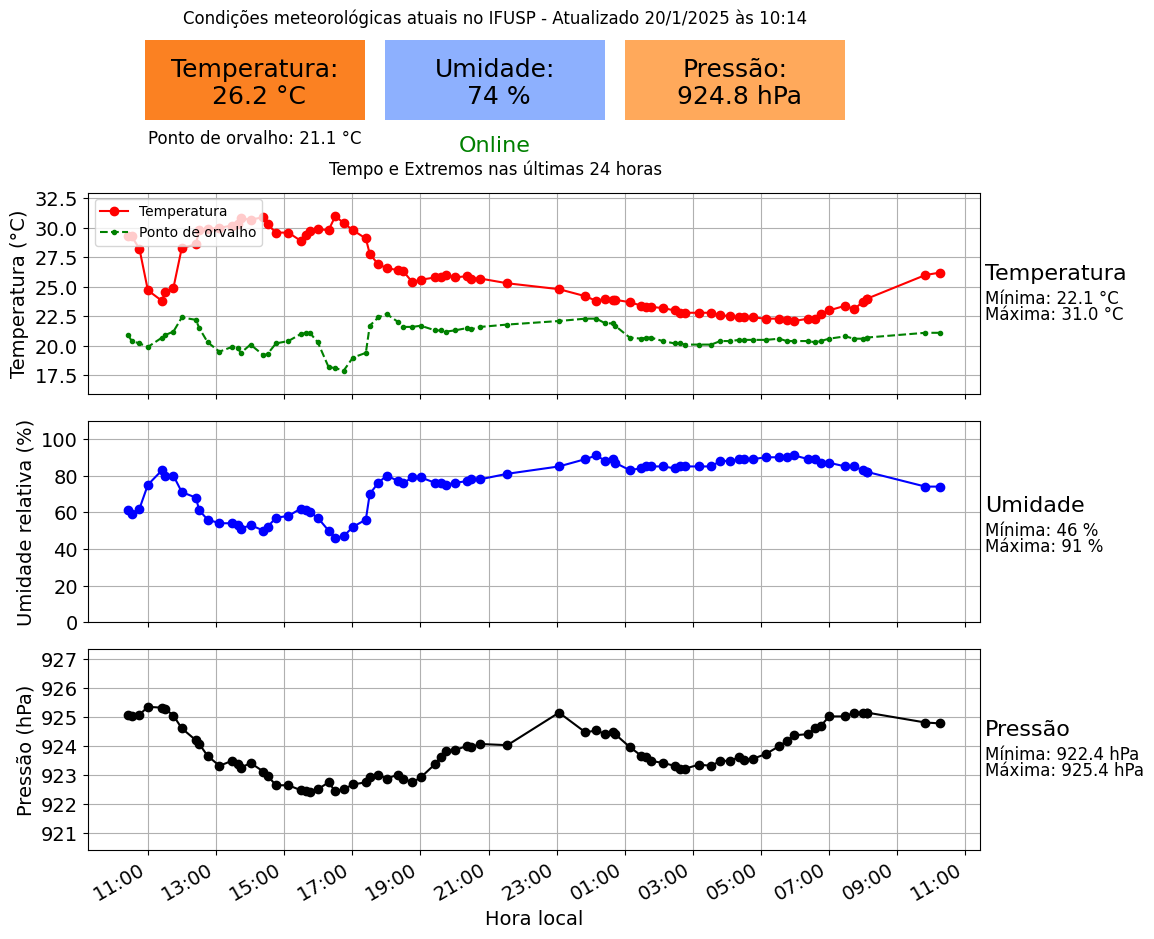 Condições meteorológicas atuais no IFUSP - Atualizado 20/1/2025 às 10:14
Temperatura:
26.2 °C
Umidade:
74 %
Pressão:
924.8 hPa
Ponto de orvalho: 21.1 °C
Online
Tempo e Extremos nas últimas 24 horas
Temperatura (°C)
32.5
30.0
27.5
25.0
22.5
20.0
17.5
Temperatura
Ponto de orvalho
Temperatura
Mínima: 22.1 °C
Máxima: 31.0 °C
Umidade relativa (%)
100
80
60
40
20
0
Umidade
Mínima: 46 %
Máxima: 91 %
Pressão (hPa)
927
926
925
924
923
922
921
Pressão
Mínima: 922.4 hPa
Máxima: 925.4 hPa
11:00 13:00 15:00 17:00 19:00 21:00 23:00 01:00 03:00 05:00 07:00 09:00 11:00
Hora local